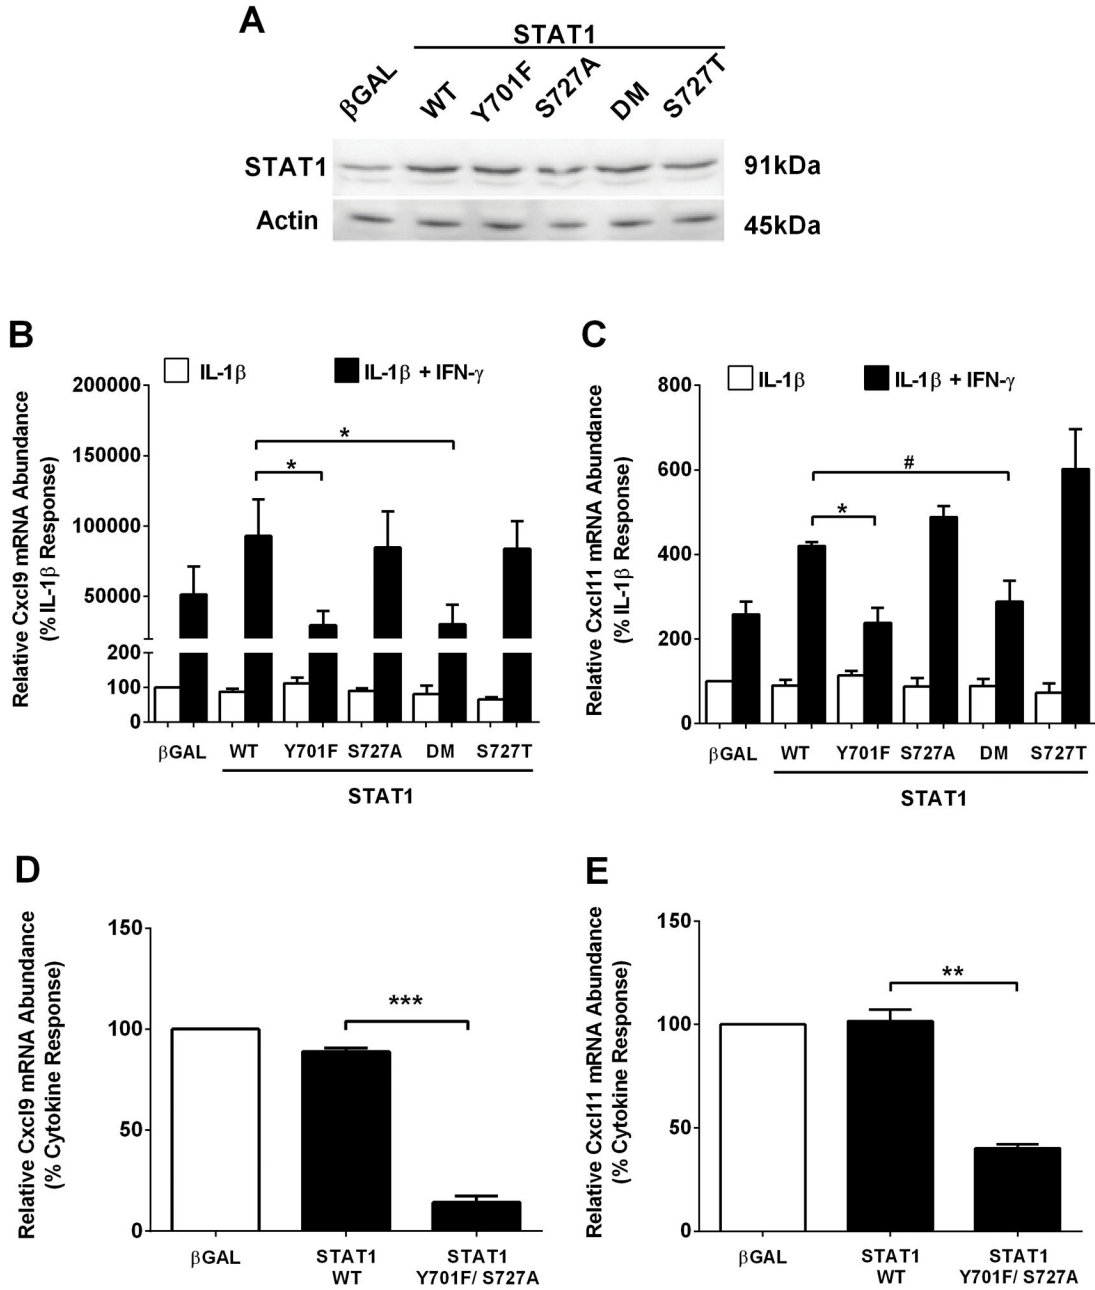 A
STAT1
βGAL WT Y701F S727A DM S727T
STAT1 91kDa
Actin 45kDa
B
IL-1β IL-1β + IFN-γ
Relative Cxcl9 mRNA Abundance
(% IL-1β Response)
200000
150000
100000
50000
200
100
0
*
*
βGAL WT Y701F S727A DM S727T
STAT1
C
IL-1β IL-1β + IFN-γ
Relative Cxcl11 mRNA Abundance
(% IL-1β Response)
800
600
400
200
0
#
*
βGAL WT Y701F S727A DM S727T
STAT1
D
Relative Cxcl9 mRNA Abundance
(% Cytokine Response)
150
100
50
0
***
βGAL STAT1 STAT1
WT Y701F/ S727A
E
Relative Cxcl11 mRNA Abundance
(% Cytokine Response)
150
100
50
0
**
βGAL STAT1 STAT1
WT Y701F/ S727A